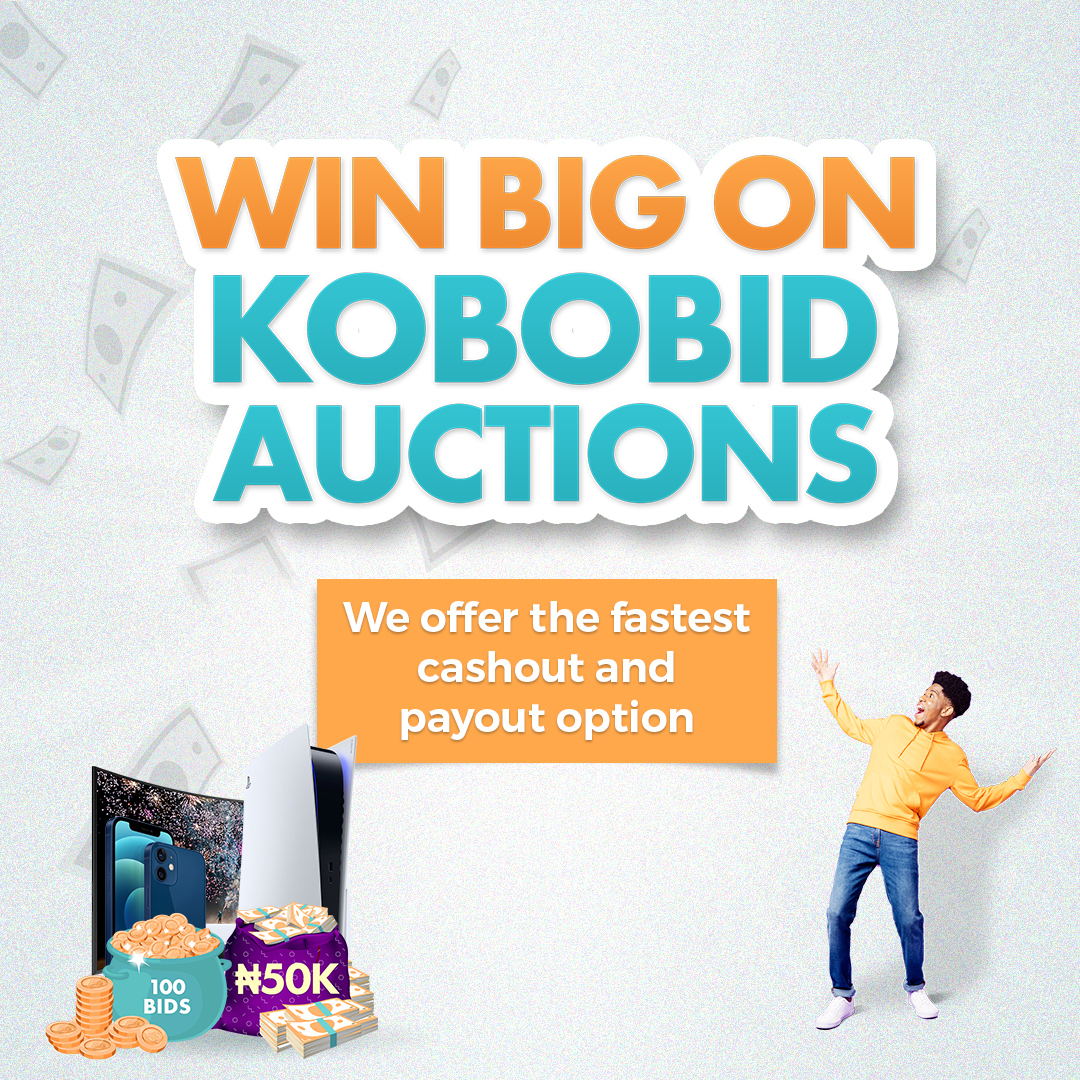 WIN BIG ON
KOBOBID
AUCTIONS
We offer the fastest
cashout and
payout option
100
BIDS
₦50K